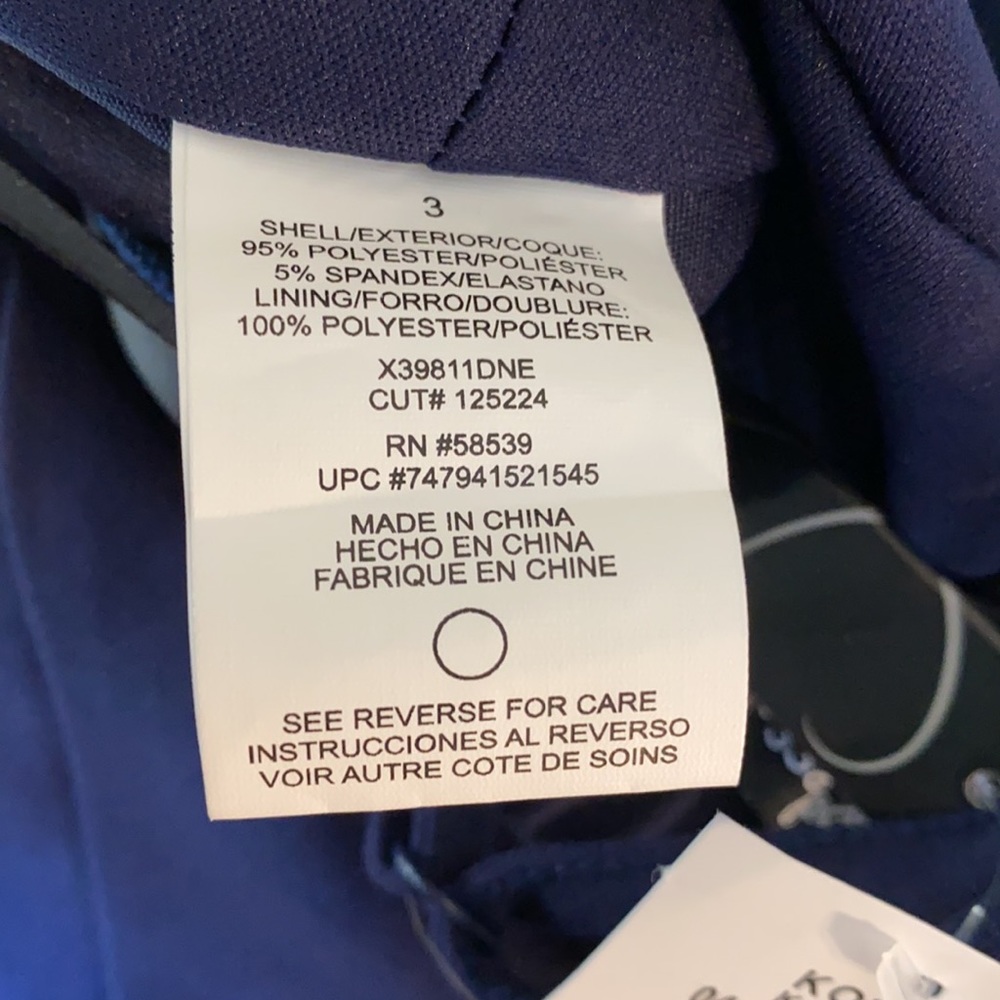 3
SHELL/EXTERIOR/COQUE:
95% POLYESTER/POLIÉSTER
5% SPANDEX/ELASTANO
LINING/FORRO/DOUBLURE:
100% POLYESTER/POLIÉSTER
X39811DNE
CUT# 125224
RN #58539
UPC #747941521545
MADE IN CHINA
HECHO EN CHINA
FABRIQUE EN CHINE
SEE REVERSE FOR CARE
INSTRUCCIONES AL REVERSO
VOIR AUTRE COTE DE SOINS